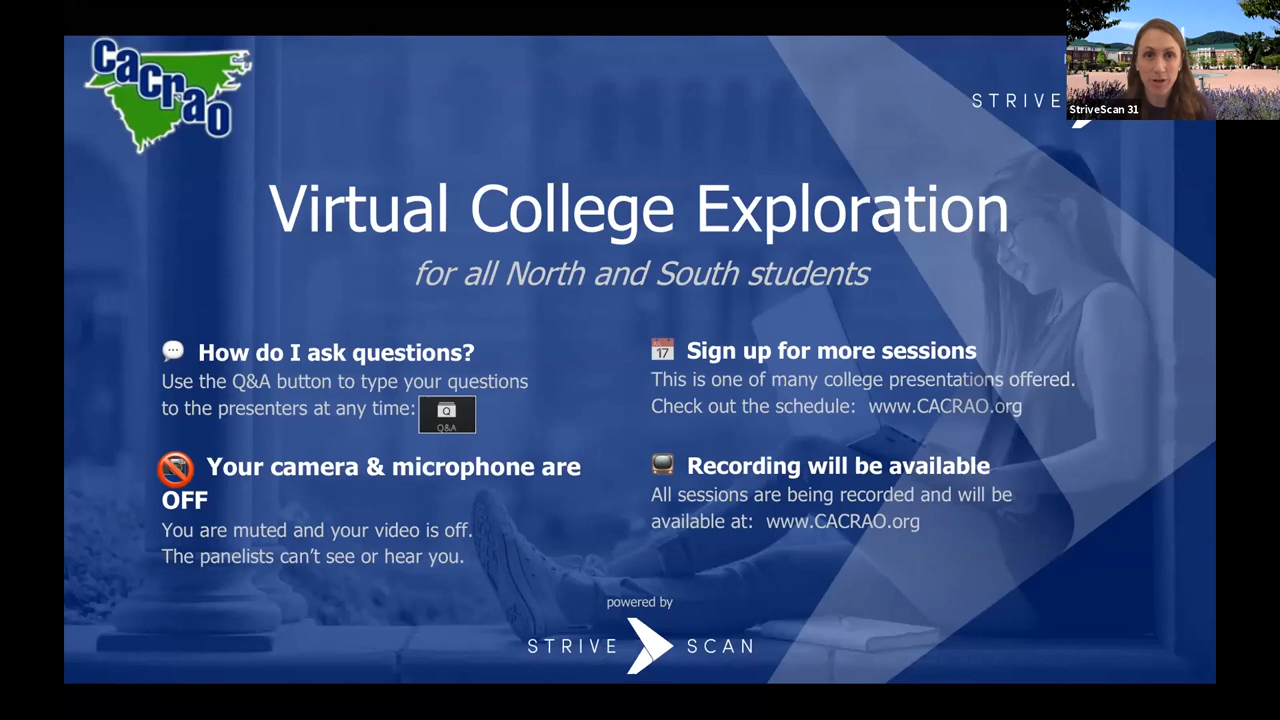 cacrao
STRIVE
StriveScan 31
Virtual College Exploration
for all North and South students
How do I ask questions?
Use the Q&A button to type your questions
to the presenters at any time:
Q
Q&A
Your camera & microphone are
OFF
You are muted and your video is off.
The panelists can't see or hear you.
17
Sign up for more sessions
This is one of many college presentations offered.
Check out the schedule: www.CACRAO.org
Recording will be available
All sessions are being recorded and will be
available at: www.CACRAO.org
powered by
STRIVE SCAN